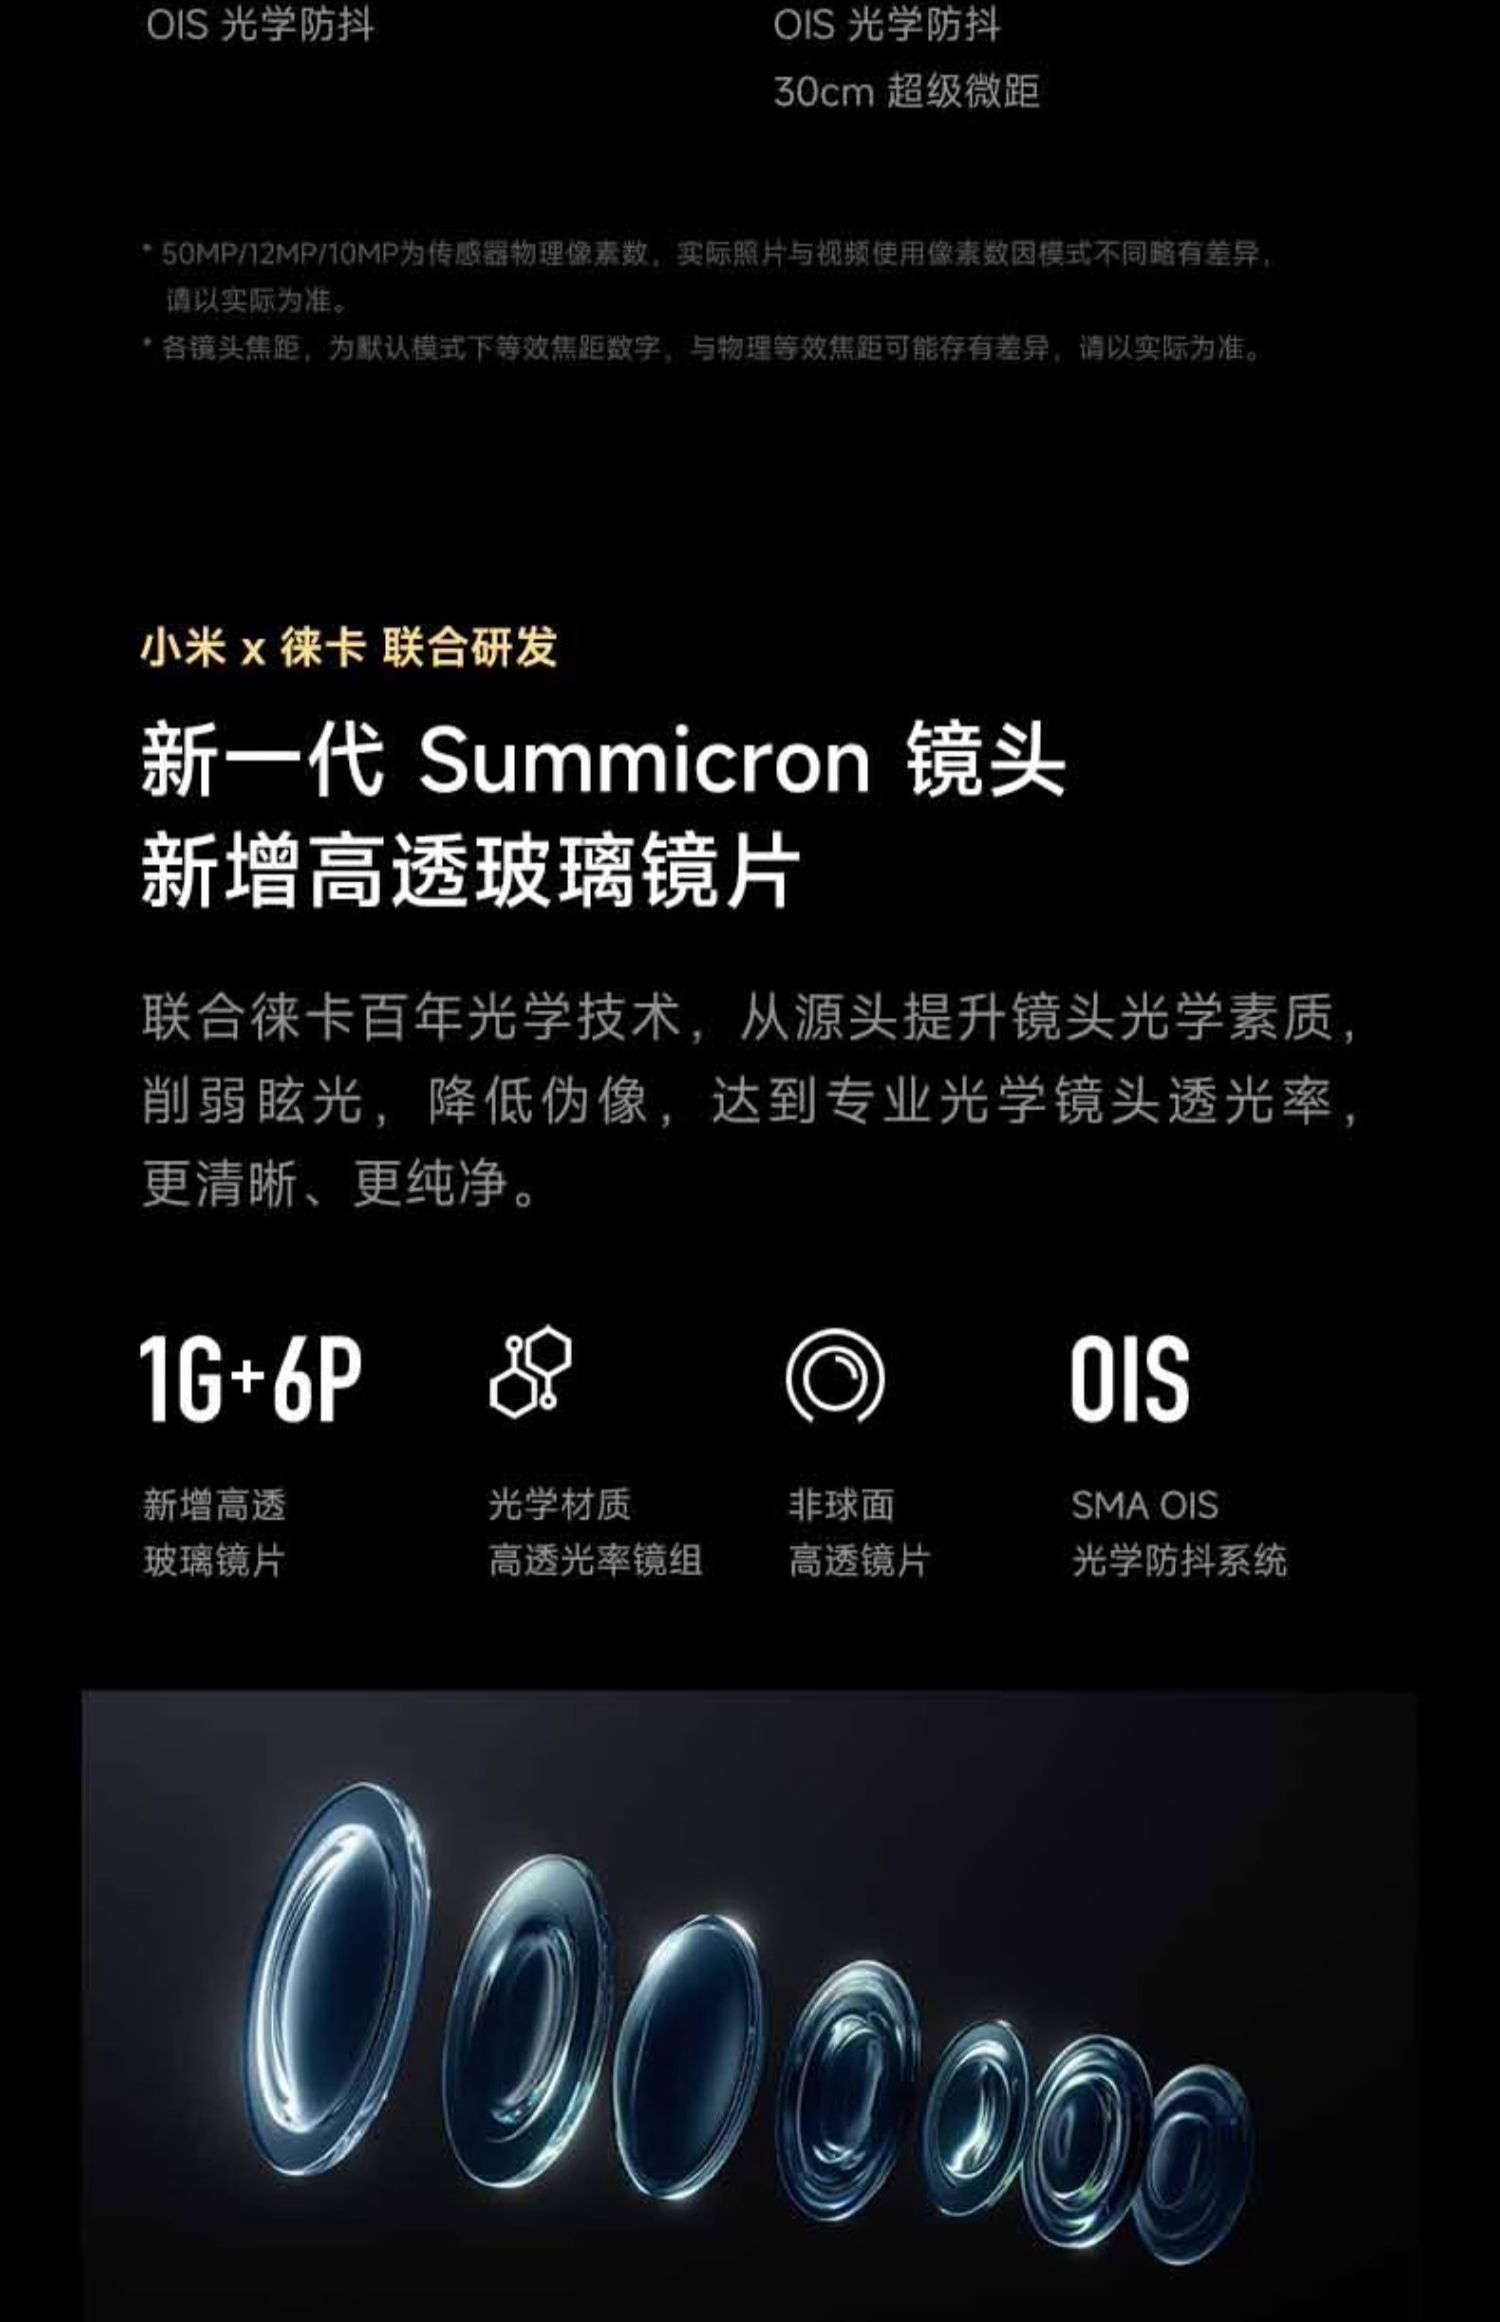 OIS 光学防抖
OIS 光学防抖
30cm 超级微距
* 50MP/12MP/10MP为传感器物理像素数，实际照片与视频使用像素数因模式不同略有差异，
请以实际为准。
* 各镜头焦距，为默认模式下等效焦距数字，与物理等效焦距可能存有差异，请以实际为准。
小米 x 徕卡 联合研发
新一代 Summicron 镜头
新增高透玻璃镜片
联合徕卡百年光学技术，从源头提升镜头光学素质，
削弱眩光，降低伪像，达到专业光学镜头透光率，
更清晰、更纯净。
1G+6P
新增高透
玻璃镜片
光学材质
高透光率镜组
非球面
高透镜片
OIS
SMA OIS
光学防抖系统